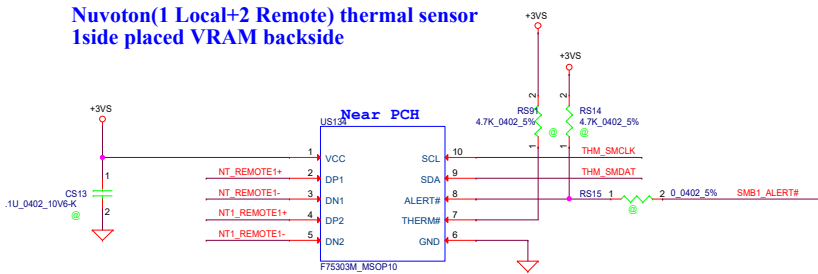 Nuvoton(1 Local+2 Remote) thermal sensor
1side placed VRAM backside
+3VS
+3VS
+3VS
Near PCH
US134
2
2
RS91
RS14
4.7K_0402_5%
4.7K_0402_5%
@
@
1
1
1
VCC
SCL
10
THM_SMCLK
NT_REMOTE1+
2
DP1
SDA
9
THM_SMDAT
NT_REMOTE1-
3
DN1
ALERT#
8
RS15
1
2
0_0402_5%
SMB1_ALERT#
@
NT1_REMOTE1+
4
DP2
THERM#
7
NT1_REMOTE1-
5
DN2
GND
6
1
CS13
.1U_0402_10V6-K
2
@
F75303M_MSOP10